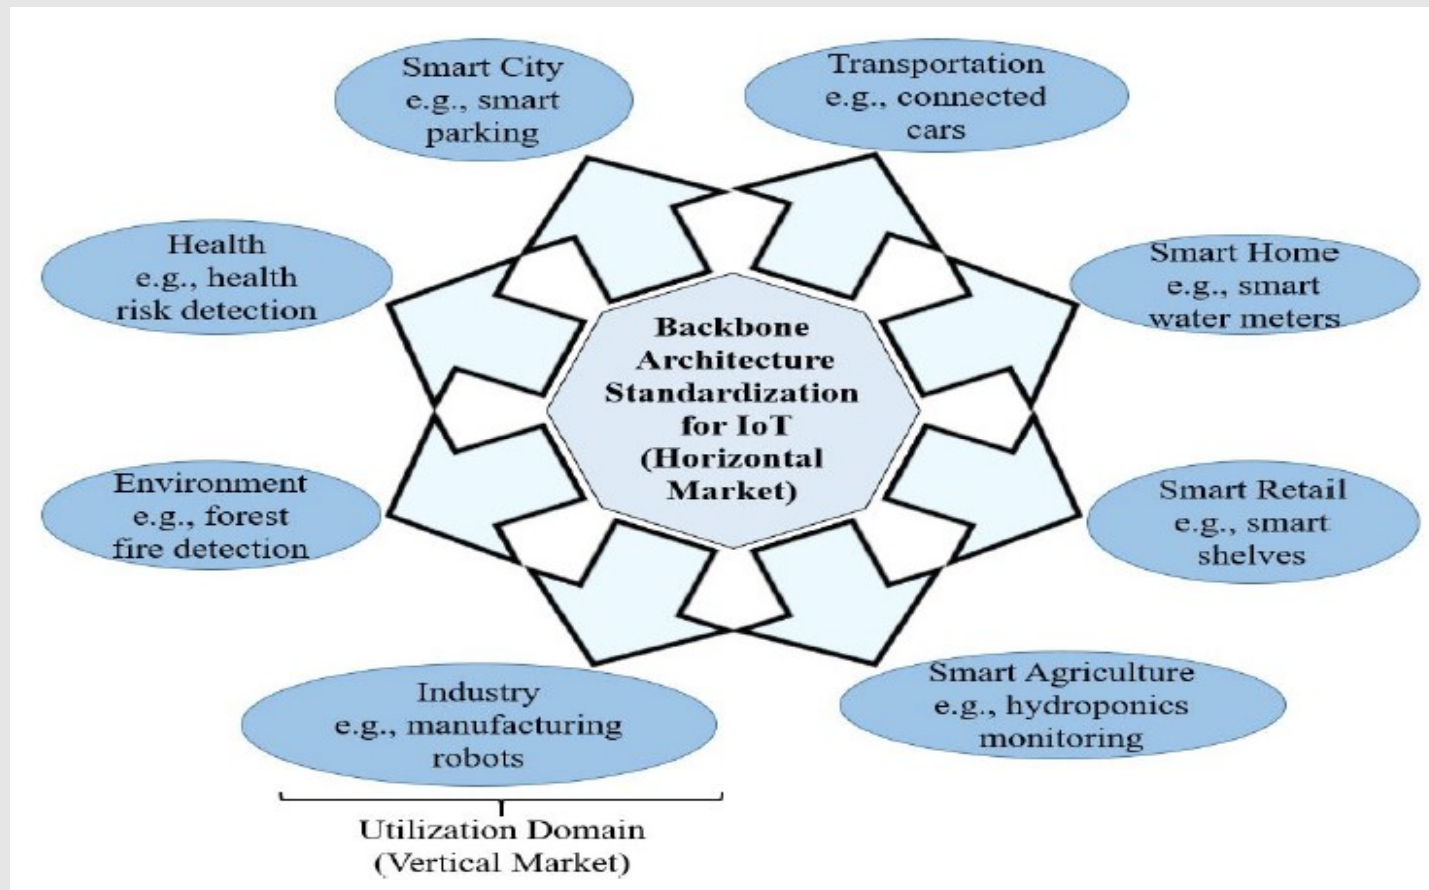 Smart City
e.g., smart
parking
Transportation
e.g., connected
cars
Health
e.g., health
risk detection
Smart Home
e.g., smart
water meters
Backbone
Architecture
Standardization
for IoT
(Horizontal
Market)
Environment
e.g., forest
fire detection
Smart Retail
e.g., smart
shelves
Industry
e.g., manufacturing
robots
Smart Agriculture
e.g., hydroponics
monitoring
Utilization Domain
(Vertical Market)